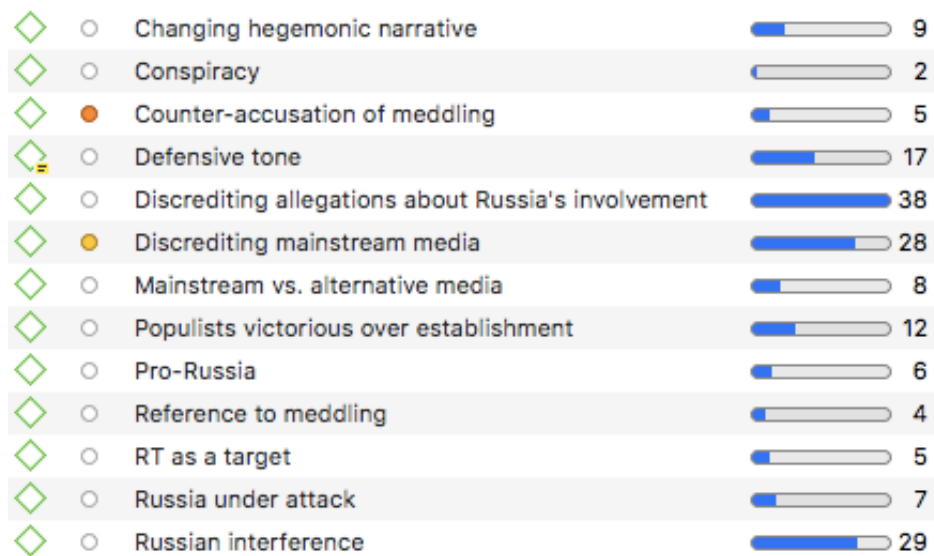 Changing hegemonic narrative 9
Conspiracy 2
Counter-accusation of meddling 5
Defensive tone 17
Discrediting allegations about Russia's involvement 38
Discrediting mainstream media 28
Mainstream vs. alternative media 8
Populists victorious over establishment 12
Pro-Russia 6
Reference to meddling 4
RT as a target 5
Russia under attack 7
Russian interference 29